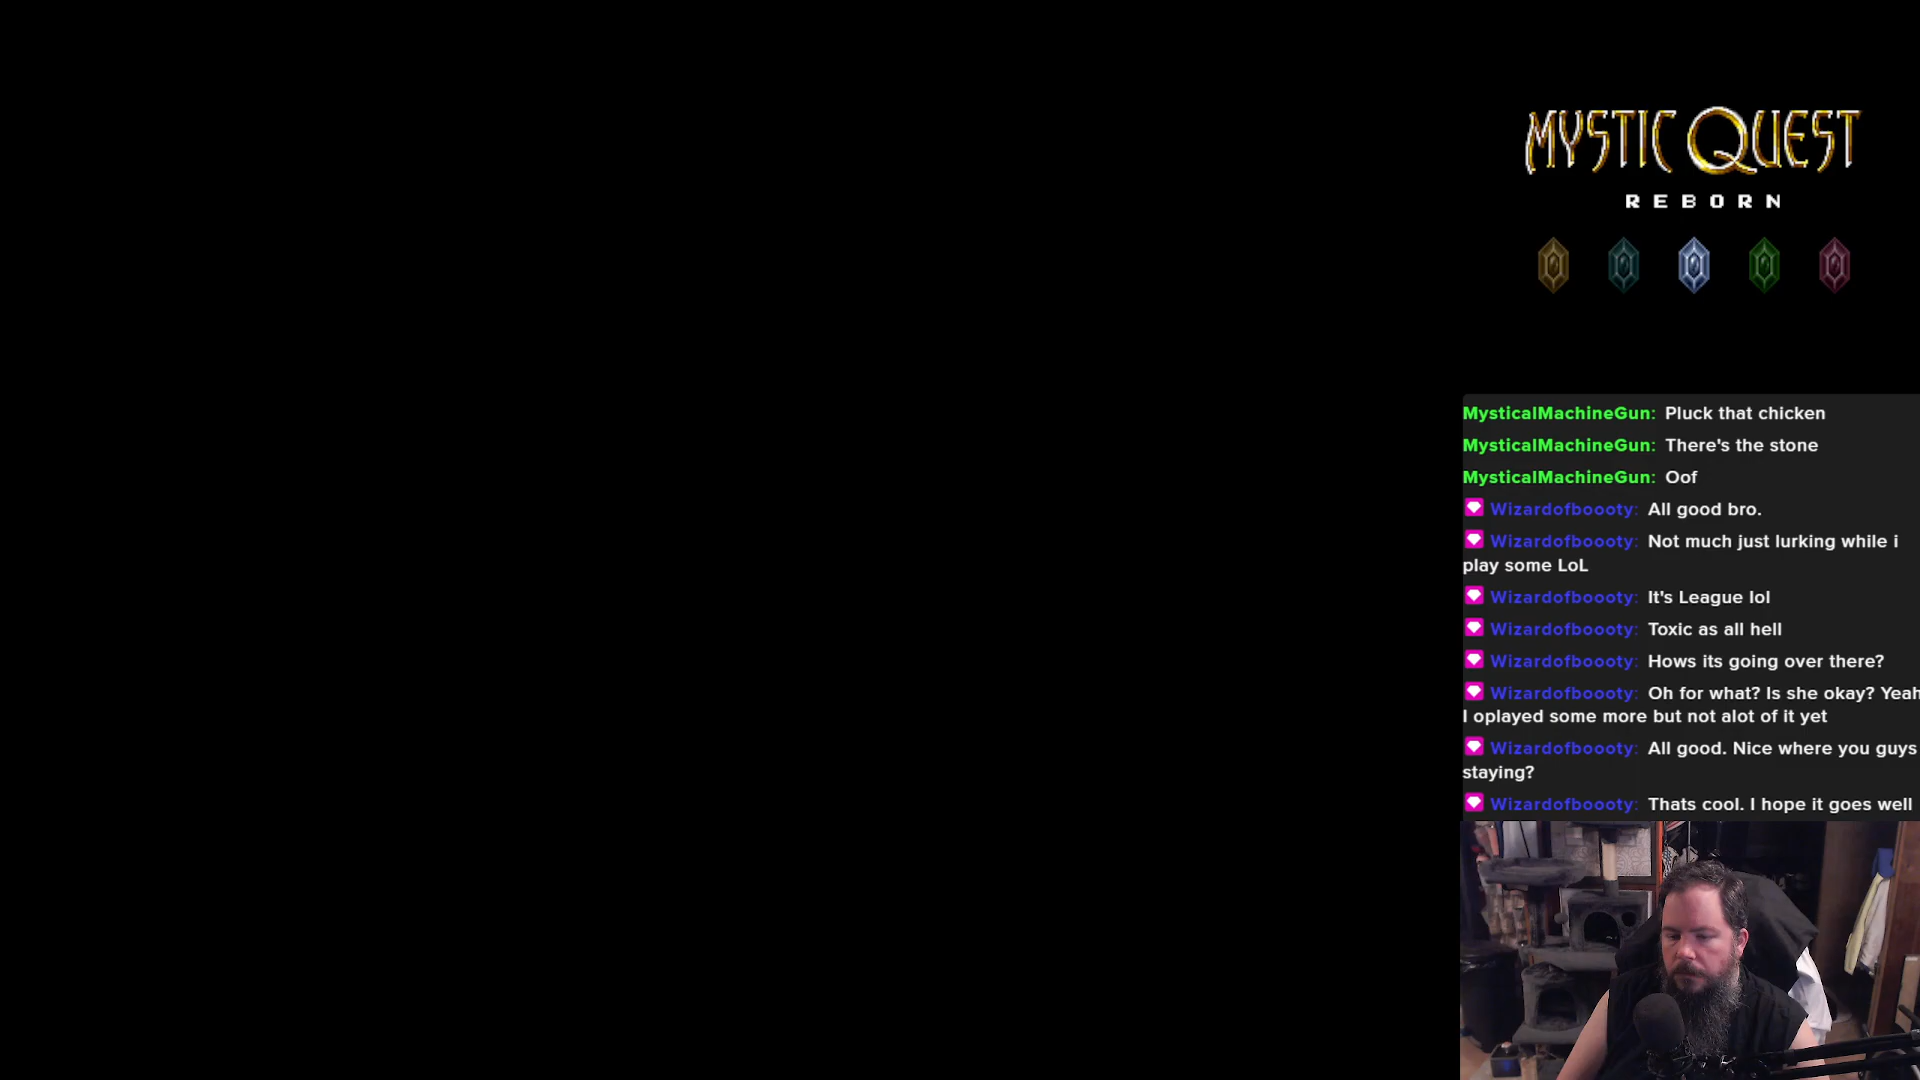 MYSTIC QUEST
REBORN
MysticalMachineGun: Pluck that chicken
MysticalMachineGun: There's the stone
MysticalMachineGun: Oof
Wizardofboooty: All good bro.
Wizardofboooty: Not much just lurking while i
play some LoL
Wizardofboooty: It's League lol
Wizardofboooty: Toxic as all hell
Wizardofboooty: Hows its going over there?
Wizardofboooty: Oh for what? Is she okay? Yeah
I oplayed some more but not alot of it yet
Wizardofboooty: All good. Nice where you guys
staying?
Wizardofboooty: Thats cool. I hope it goes well